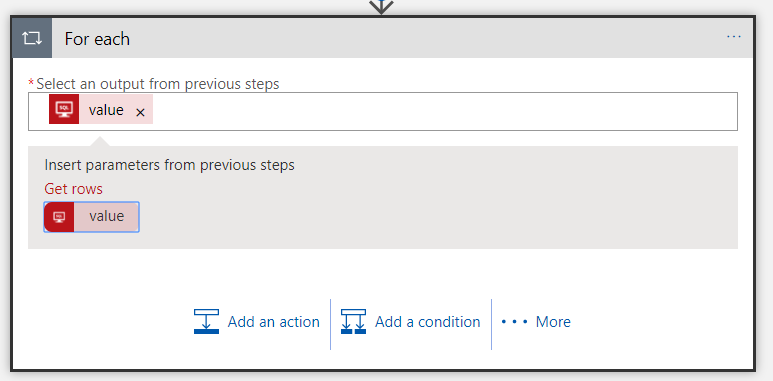 For each
...
*Select an output from previous steps
SQL value ×
Insert parameters from previous steps
Get rows
value
Add an action
Add a condition
... More